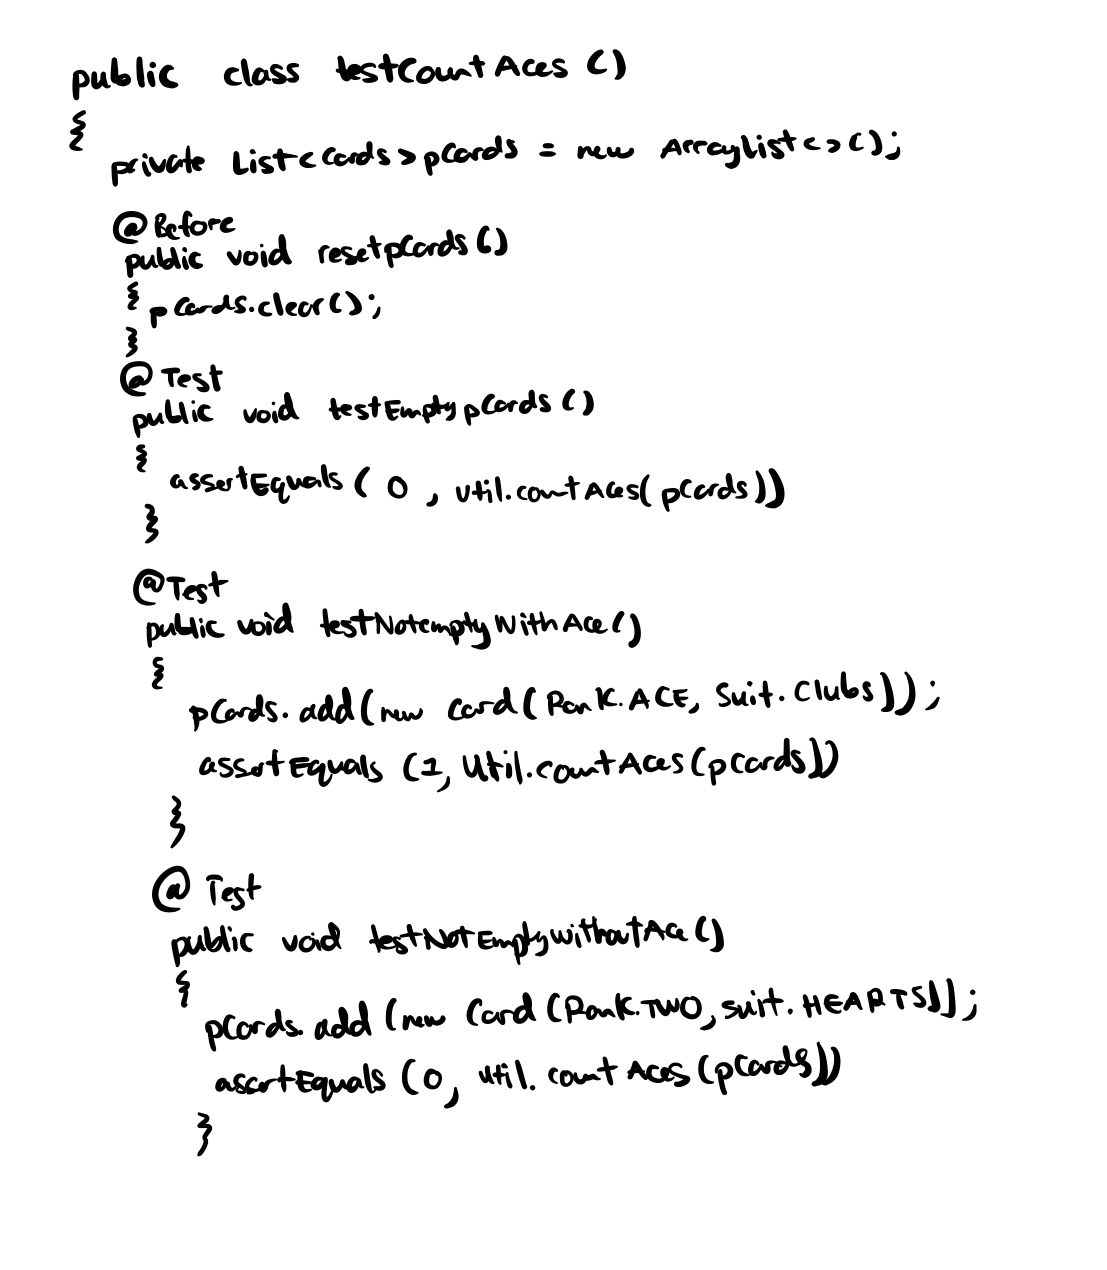 public class testCountAces ()
{
private List<Cards> pCards = new ArrayList<>();
@Before
public void resetpCards()
{ pCards.clear();
}
@Test
public void testEmptypCards()
{
assertEquals ( 0 , util.countAces(pCards))
}
@Test
public void testNotemptyWithAce()
{
pCards.add(new Card(Rank.ACE, Suit.Clubs));
assertEquals (1, Util.countAces(pCards))
}
@Test
public void testNotEmptyWithoutAce()
{
pCards.add (new Card (Rank.TWO, suit.HEARTS));
assertEquals (0, util.countAces (pCards))
}